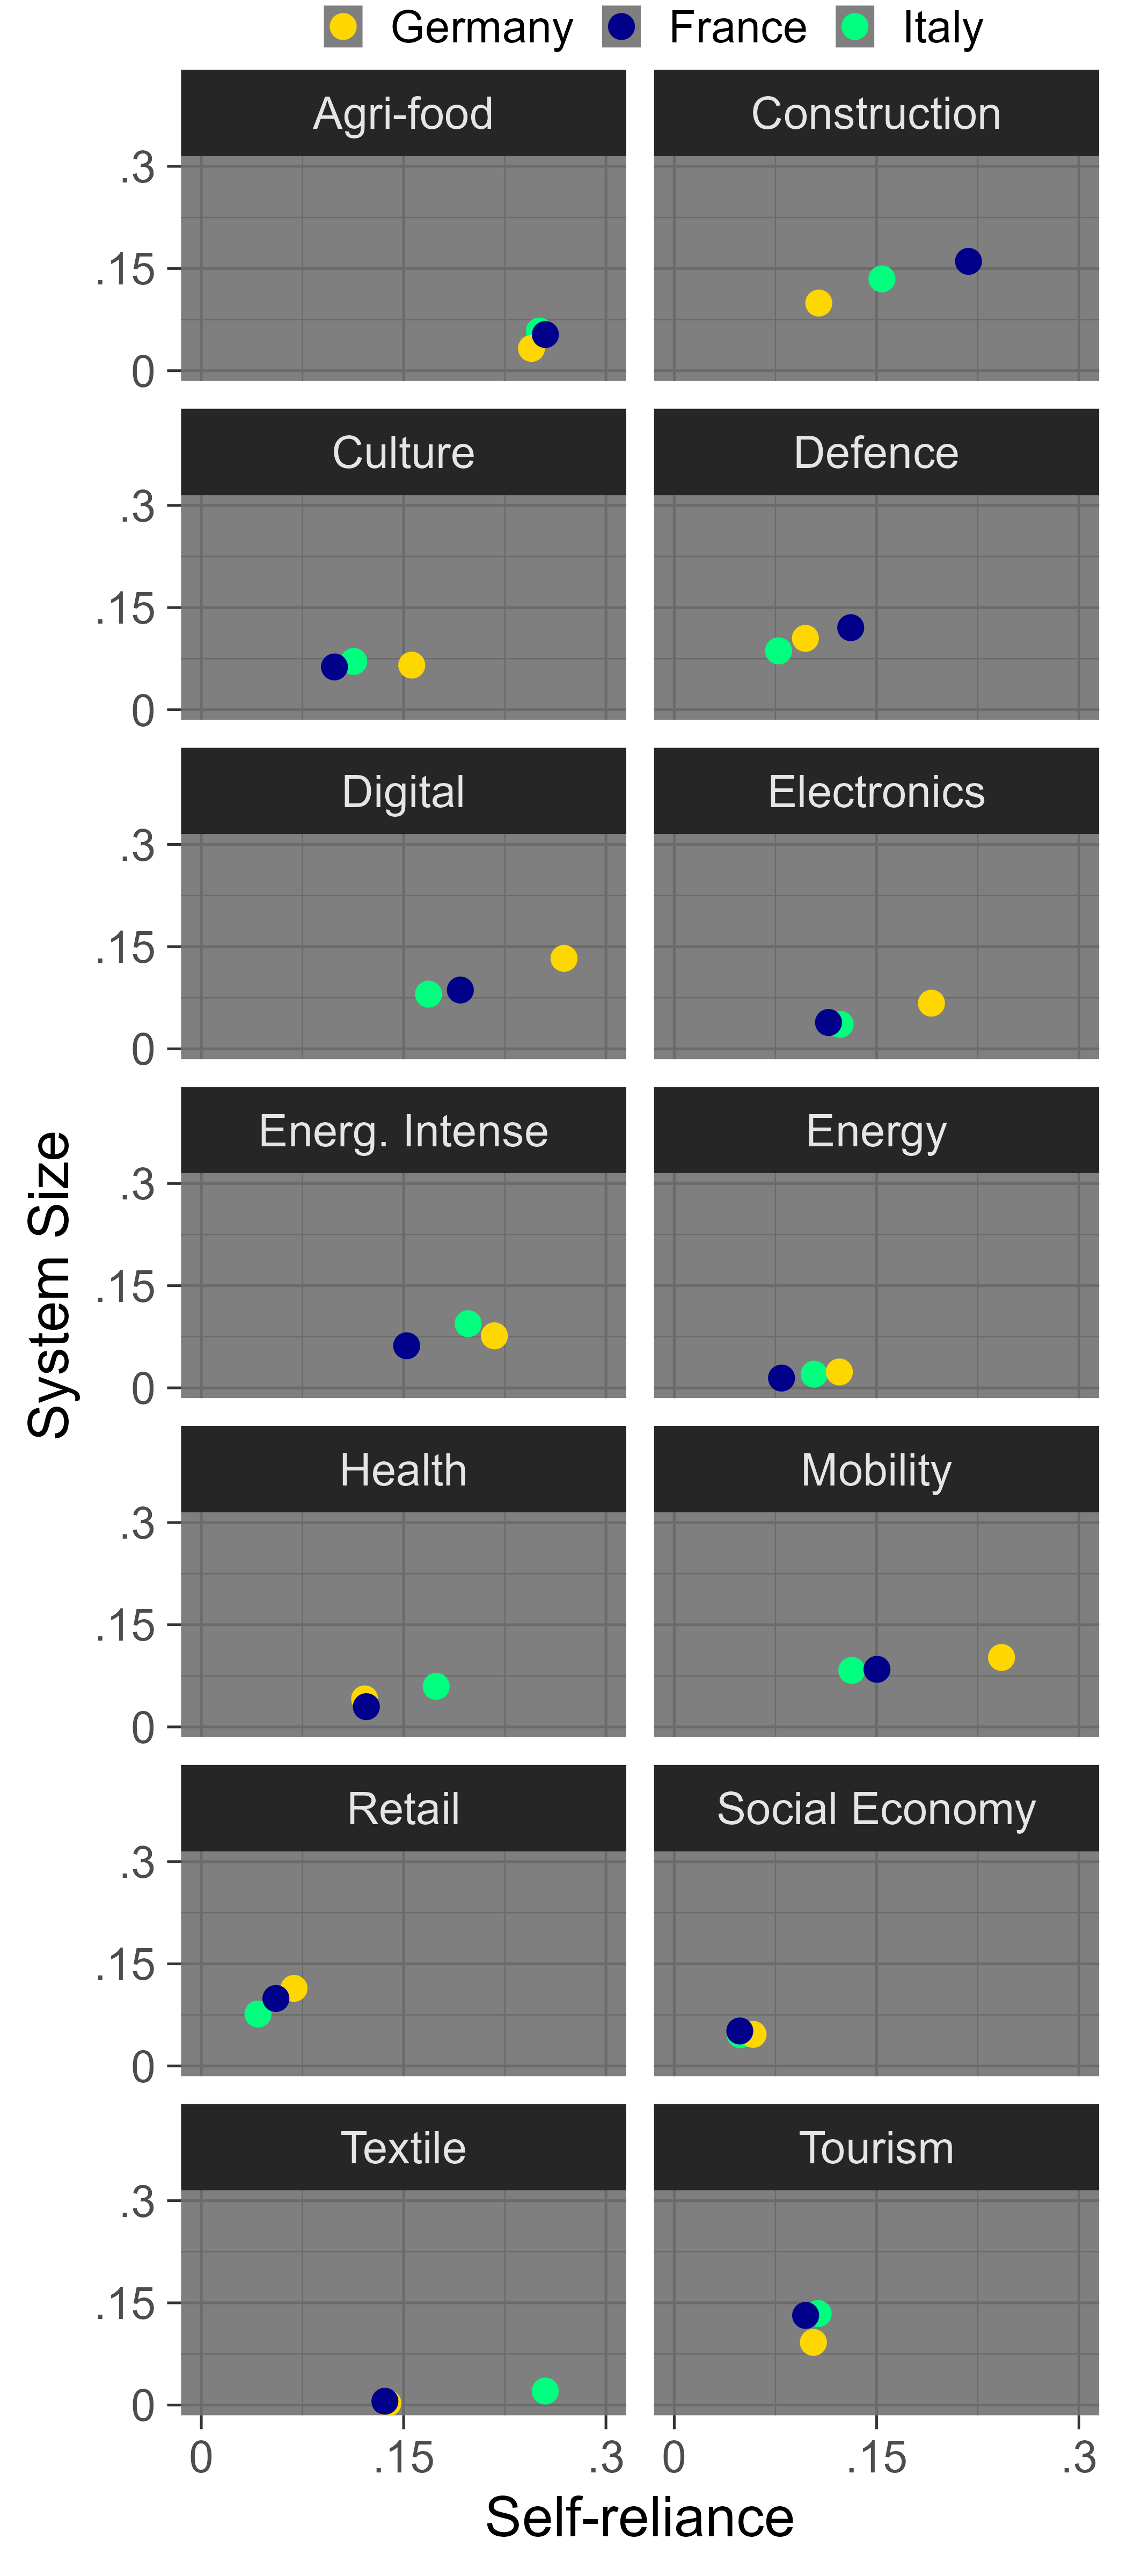 Germany France Italy
Agri-food Construction
.3
.15
0
Culture Defence
.3
.15
0
Digital Electronics
.3
.15
0
Energ. Intense Energy
.3
.15
0
System Size
Health Mobility
.3
.15
0
Retail Social Economy
.3
.15
0
Textile Tourism
.3
.15
0
0 .15 .3 0 .15 .3
Self-reliance